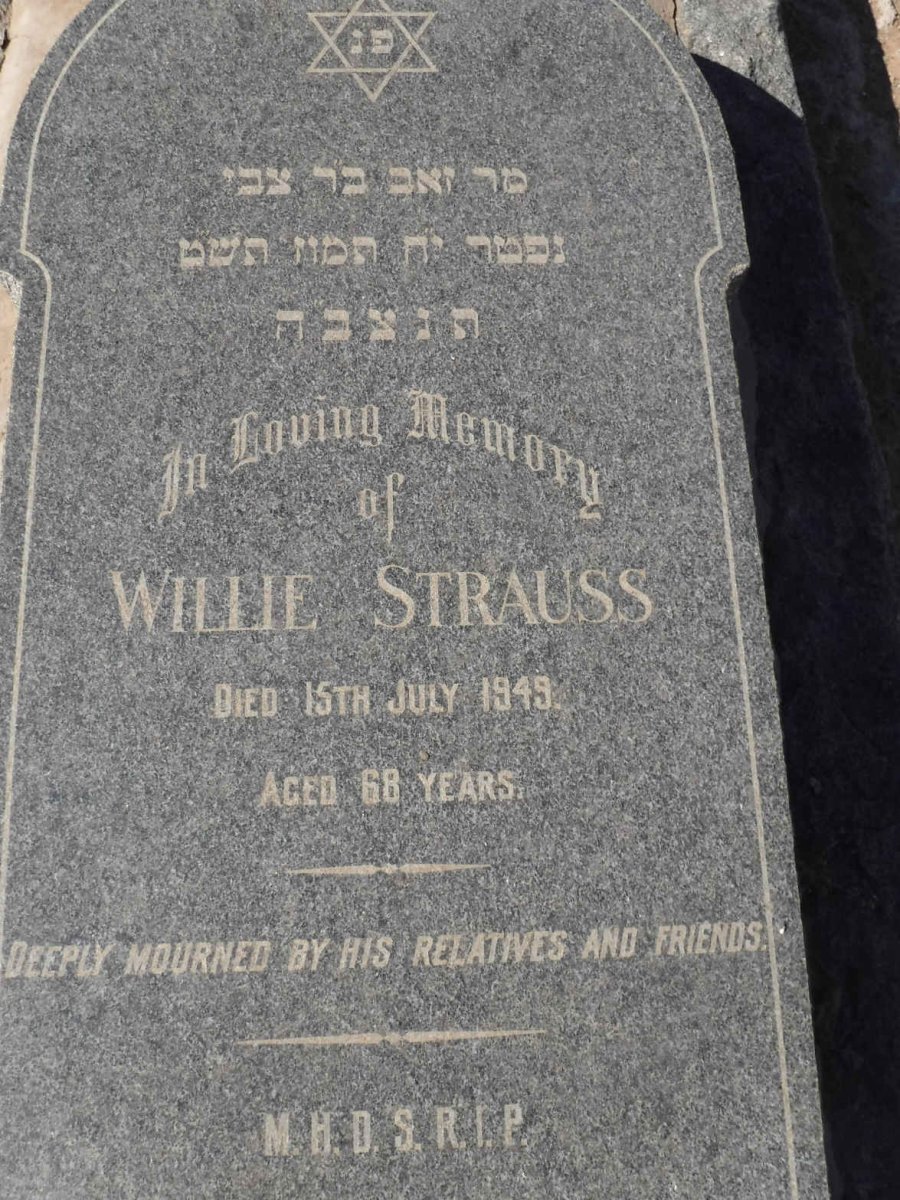 פ נ
מר זאב בר צבי
נפטר י״ח תמוז תש״ט
ת נ צ ב ה
In Loving Memory
of
WILLIE STRAUSS
DIED 15TH JULY 1949.
AGED 68 YEARS.
DEEPLY MOURNED BY HIS RELATIVES AND FRIENDS.
M.H.D.S.R.I.P.